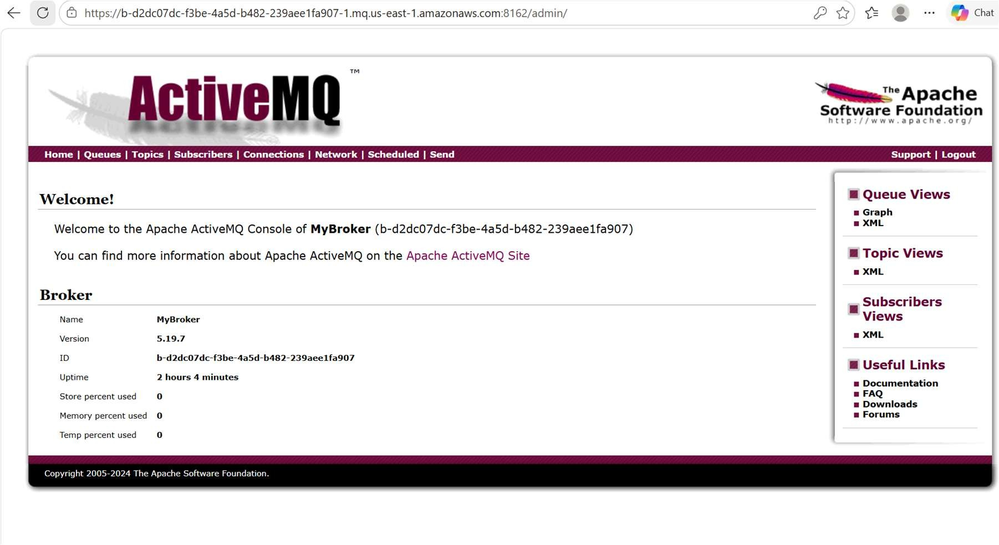 https://b-d2dc07dc-f3be-4a5d-b482-239aee1fa907-1.mq.us-east-1.amazonaws.com:8162/admin/
Chat
ActiveMQ™
The Apache
Software Foundation
http://www.apache.org/
Home | Queues | Topics | Subscribers | Connections | Network | Scheduled | Send
Support | Logout
Welcome!
Welcome to the Apache ActiveMQ Console of MyBroker (b-d2dc07dc-f3be-4a5d-b482-239aee1fa907)
You can find more information about Apache ActiveMQ on the Apache ActiveMQ Site
Broker
Name MyBroker
Version 5.19.7
ID b-d2dc07dc-f3be-4a5d-b482-239aee1fa907
Uptime 2 hours 4 minutes
Store percent used 0
Memory percent used 0
Temp percent used 0
Queue Views
Graph
XML
Topic Views
XML
Subscribers
Views
XML
Useful Links
Documentation
FAQ
Downloads
Forums
Copyright 2005-2024 The Apache Software Foundation.